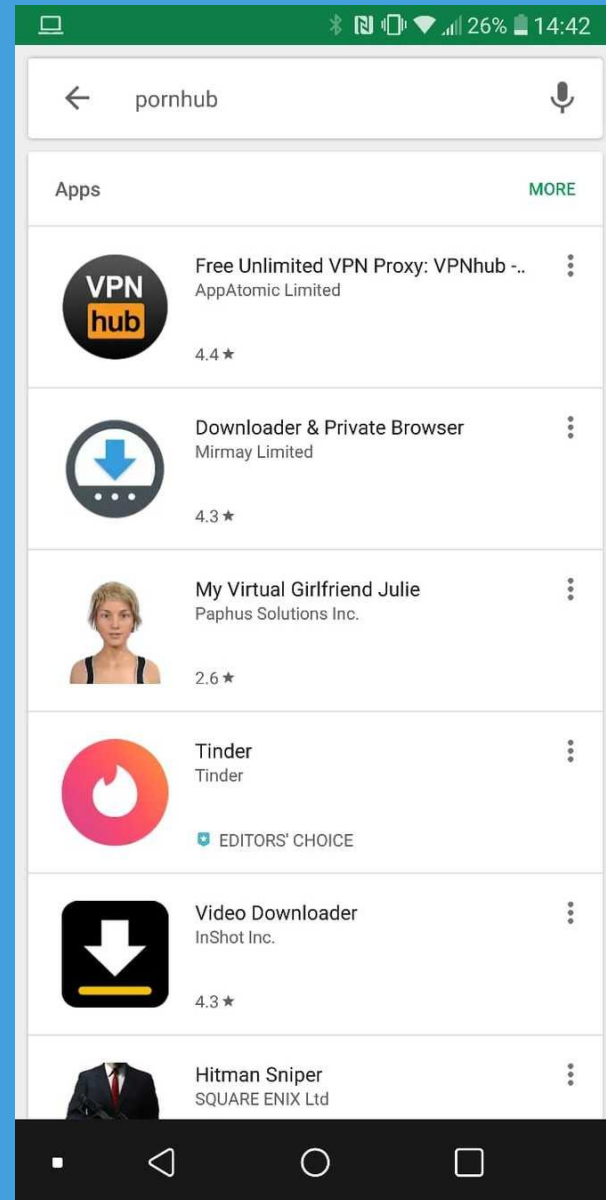 26% 14:42
pornhub
Apps MORE
VPN
hub
Free Unlimited VPN Proxy: VPNhub -..
AppAtomic Limited
4.4★
Downloader & Private Browser
Mirmay Limited
4.3★
My Virtual Girlfriend Julie
Paphus Solutions Inc.
2.6★
Tinder
Tinder
EDITORS' CHOICE
Video Downloader
InShot Inc.
4.3★
Hitman Sniper
SQUARE ENIX Ltd